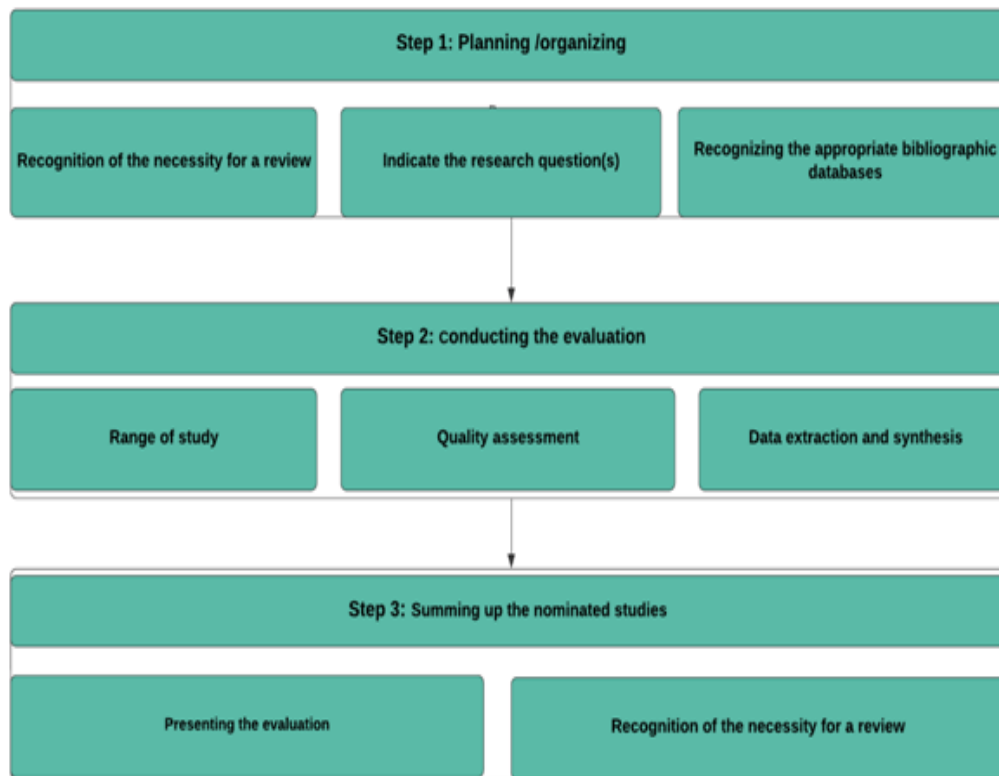 Step 1: Planning /organizing
Recognition of the necessity for a review
Indicate the research question(s)
Recognizing the appropriate bibliographic
databases
Step 2: conducting the evaluation
Range of study
Quality assessment
Data extraction and synthesis
Step 3: Summing up the nominated studies
Presenting the evaluation
Recognition of the necessity for a review